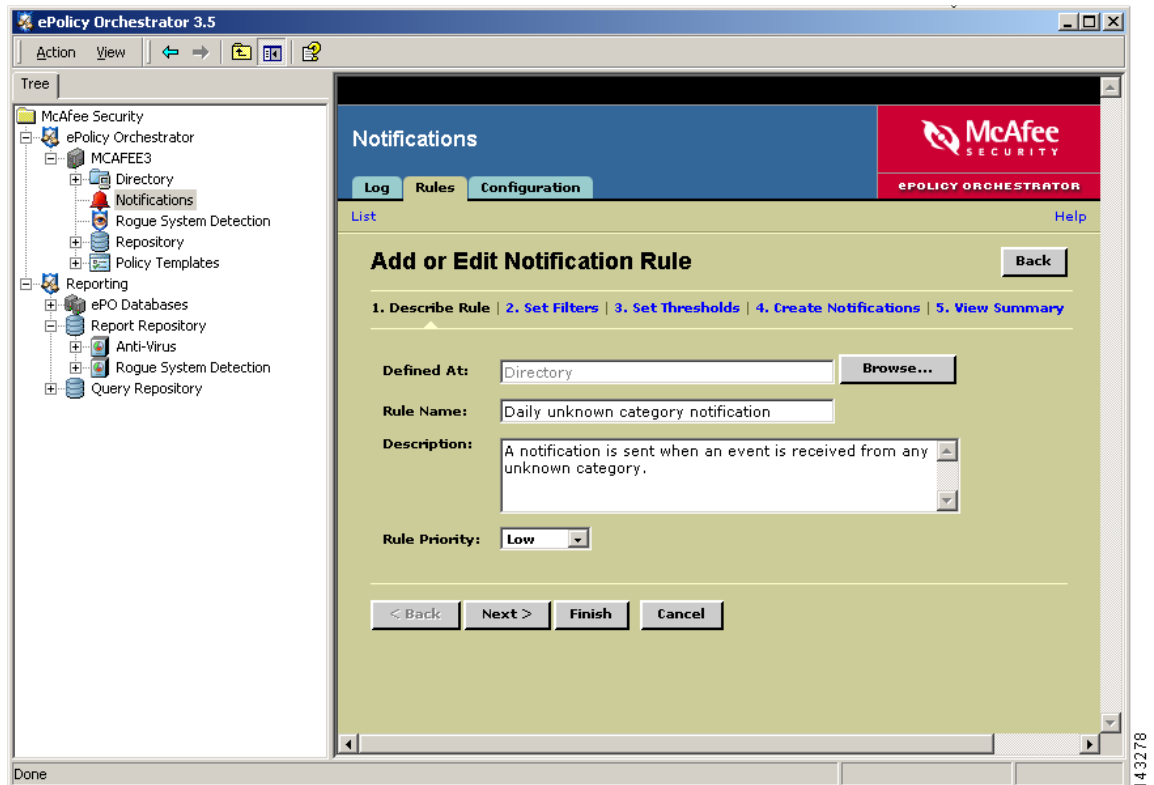 ePolicy Orchestrator 3.5
Action View
Tree
McAfee Security
ePolicy Orchestrator
MCAFEE3
Directory
Notifications
Rogue System Detection
Repository
Policy Templates
Reporting
ePO Databases
Report Repository
Anti-Virus
Rogue System Detection
Query Repository
Notifications
McAfee
SECURITY
Log Rules Configuration
ePOLICY ORCHESTRATOR
List Help
Add or Edit Notification Rule
Back
1. Describe Rule | 2. Set Filters | 3. Set Thresholds | 4. Create Notifications | 5. View Summary
Defined At: Directory Browse...
Rule Name: Daily unknown category notification
Description: A notification is sent when an event is received from any
unknown category.
Rule Priority: Low
< Back Next > Finish Cancel
Done
143278